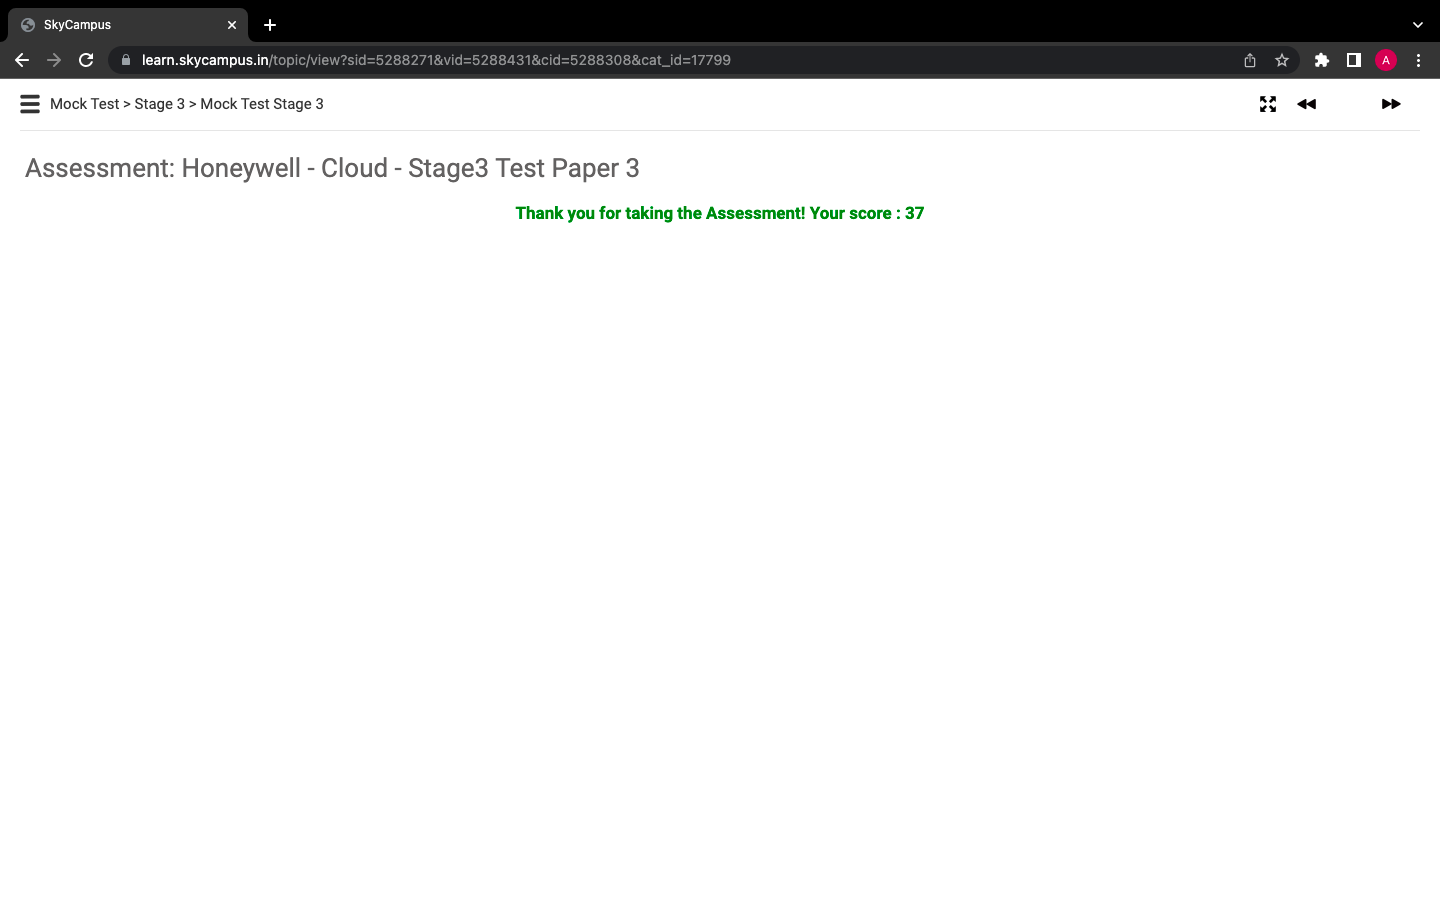 SkyCampus
learn.skycampus.in/topic/view?sid=5288271&vid=5288431&cid=5288308&cat_id=17799
A
Mock Test > Stage 3 > Mock Test Stage 3
Assessment: Honeywell - Cloud - Stage3 Test Paper 3
Thank you for taking the Assessment! Your score : 37